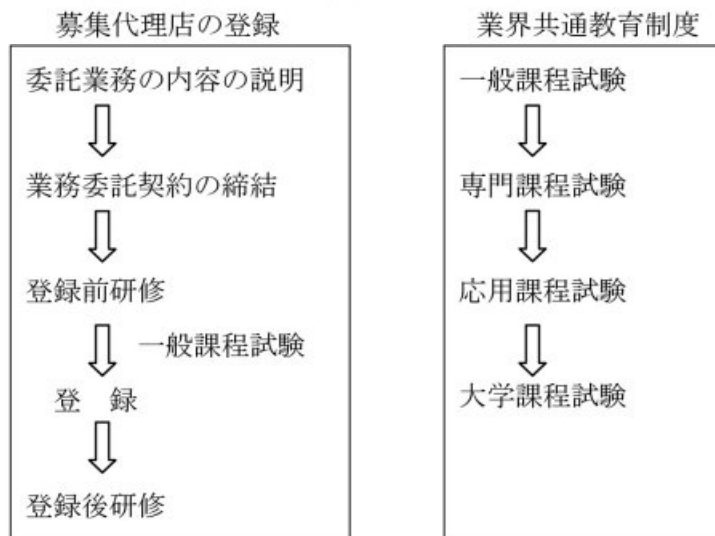 募集代理店の登録
委託業務の内容の説明
業務委託契約の締結
登録前研修
一般課程試験
登　録
登録後研修
業界共通教育制度
一般課程試験
専門課程試験
応用課程試験
大学課程試験